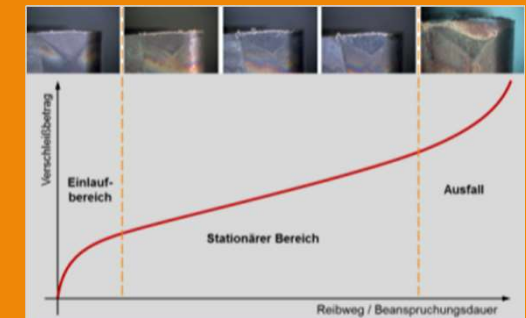 Verschleißbetrag
Einlauf-
bereich
Stationärer Bereich
Ausfall
Reibweg / Beanspruchungsdauer